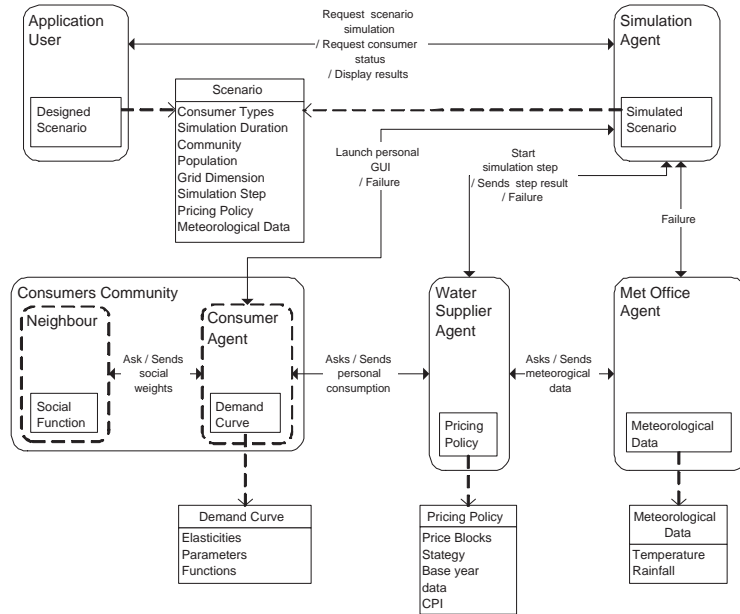 Application
User
Designed
Scenario
Request scenario
simulation
/ Request consumer
status
/ Display results
Simulation
Agent
Simulated
Scenario
Scenario
Consumer Types
Simulation Duration
Community
Population
Grid Dimension
Simulation Step
Pricing Policy
Meteorological Data
Launch personal
GUI
/ Failure
Start
simulation step
/ Sends step result
/ Failure
Failure
Consumers Community
Neighbour
Social
Function
Ask / Sends
social
weights
Consumer
Agent
Demand
Curve
Asks / Sends
personal
consumption
Water
Supplier
Agent
Pricing
Policy
Asks / Sends
meteorogical
data
Met Office
Agent
Meteorological
Data
Demand Curve
Elasticities
Parameters
Functions
Pricing Policy
Price Blocks
Stategy
Base year
data
CPI
Meteorological
Data
Temperature
Rainfall